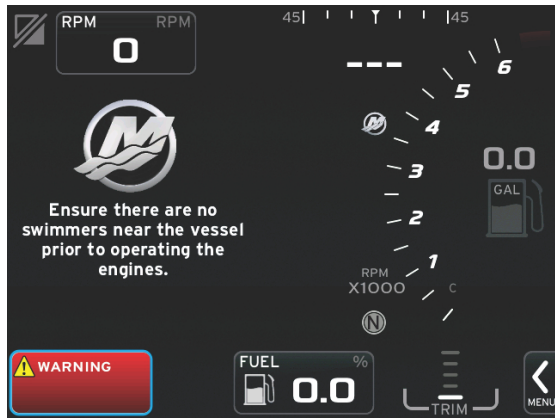 RPM RPM
0
45 45
---
6
5
4
3
2
1
RPM
X1000
C
N
0.0
GAL
Ensure there are no
swimmers near the vessel
prior to operating the
engines.
WARNING
FUEL %
0.0
TRIM
MENU